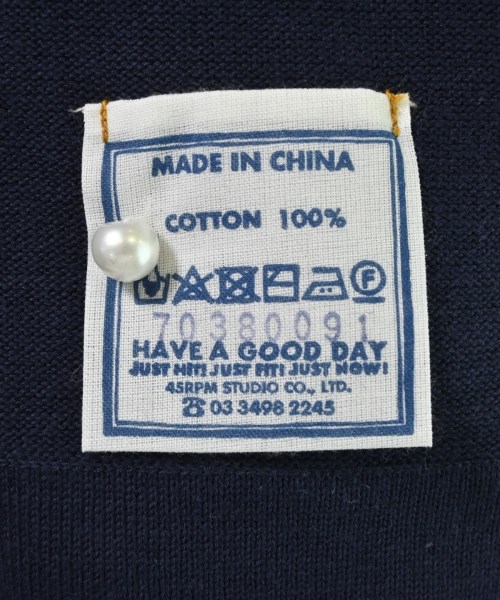 MADE IN CHINA
COTTON 100%
F
70380091
HAVE A GOOD DAY
JUST HIT! JUST FIT! JUST NOW!
45RPM STUDIO CO., LTD.
☎ 03 3498 2245